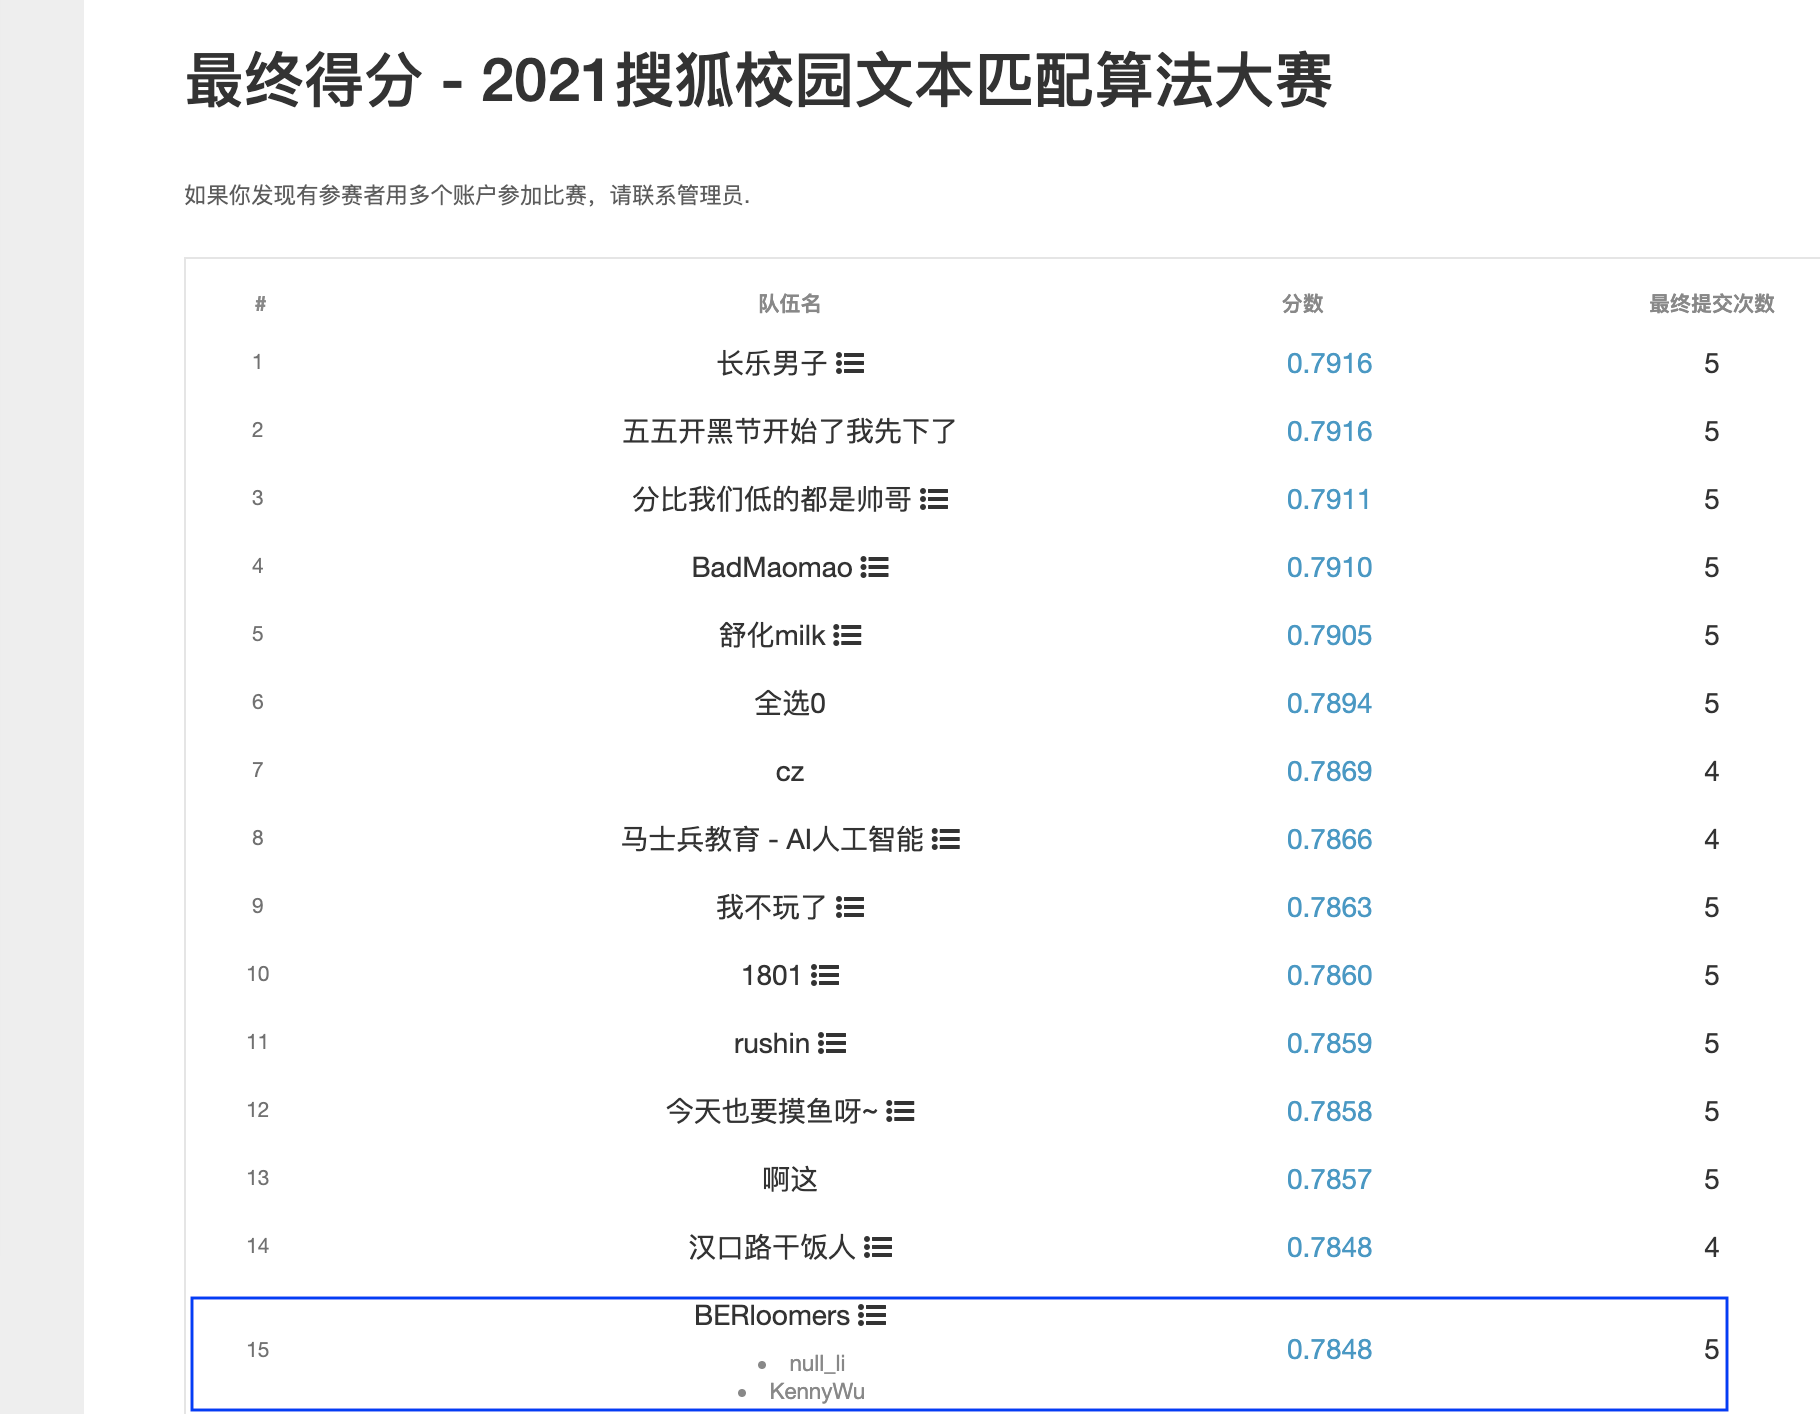 最终得分 - 2021搜狐校园文本匹配算法大赛
如果你发现有参赛者用多个账户参加比赛，请联系管理员.
# 队伍名 分数 最终提交次数
1 长乐男子 0.7916 5
2 五五开黑节开始了我先下了 0.7916 5
3 分比我们低的都是帅哥 0.7911 5
4 BadMaomao 0.7910 5
5 舒化milk 0.7905 5
6 全选0 0.7894 5
7 cz 0.7869 4
8 马士兵教育 - AI人工智能 0.7866 4
9 我不玩了 0.7863 5
10 1801 0.7860 5
11 rushin 0.7859 5
12 今天也要摸鱼呀~ 0.7858 5
13 啊这 0.7857 5
14 汉口路干饭人 0.7848 4
15 BERloomers 0.7848 5
• null_li
• KennyWu